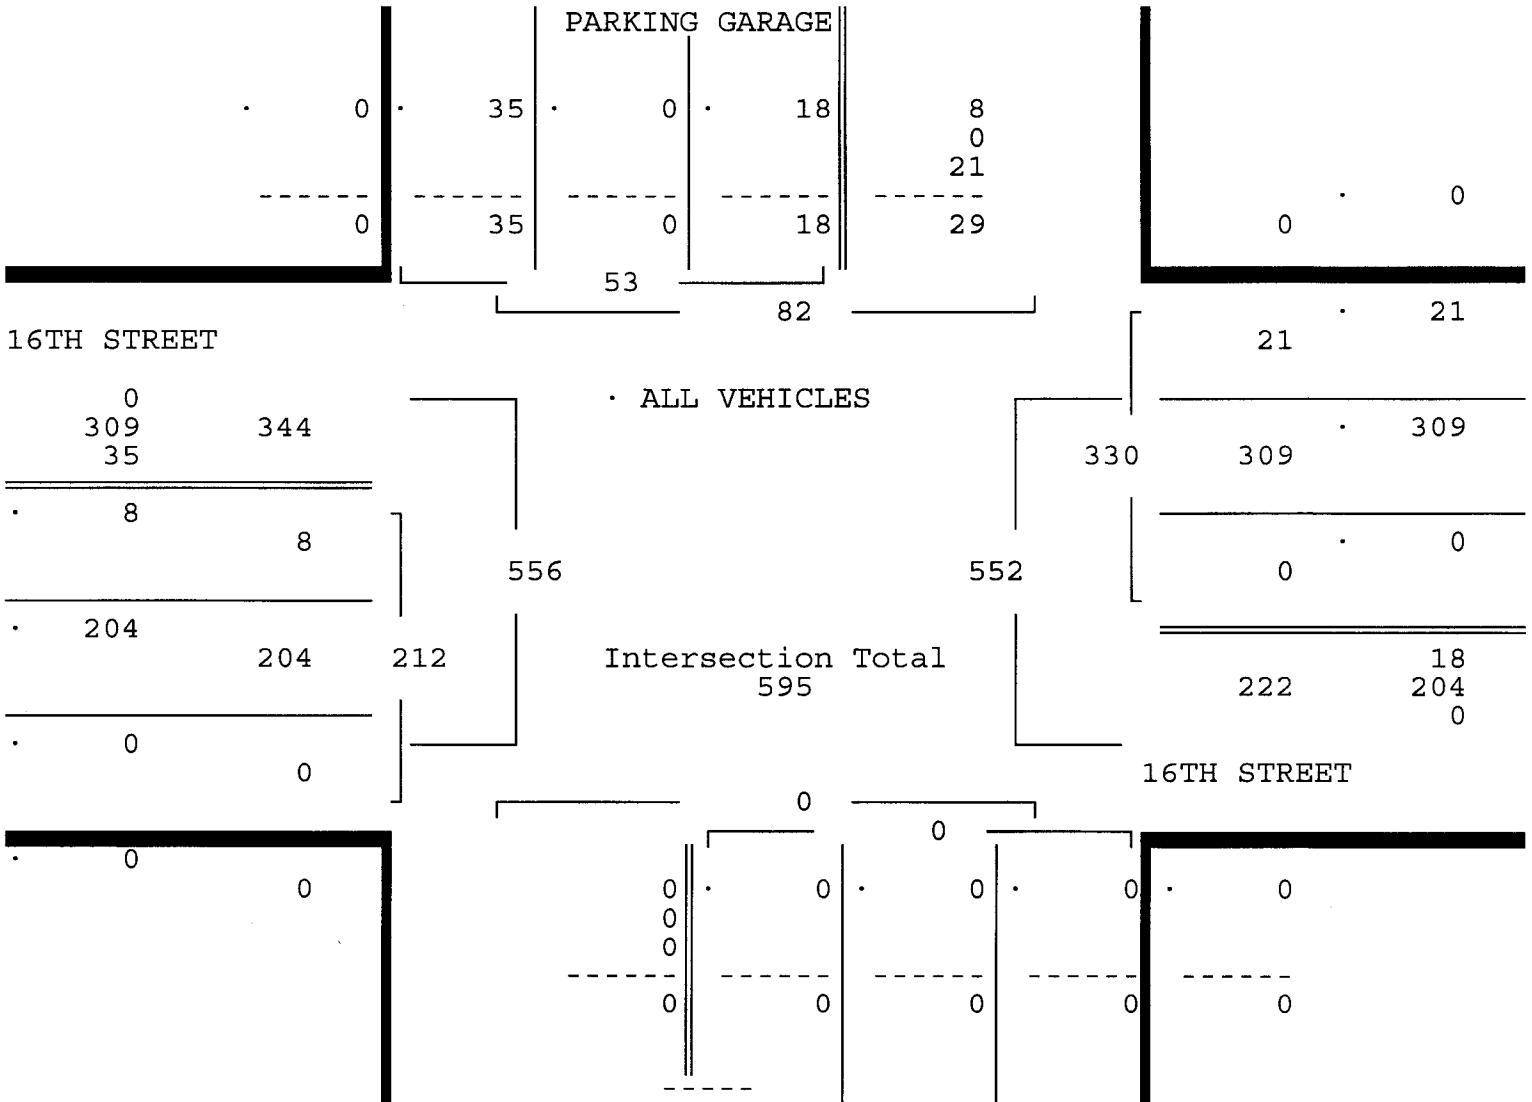 PARKING GARAGE
· 0 · 35 · 0 · 18 8
0
21
------ ------ ------ ------ ------ · 0
0 35 0 18 29 0
53
82 · 21
16TH STREET 21
0 · ALL VEHICLES
309 344 · 309
35 330 309
· 8
8 · 0
556 552 0
· 204
204 212 Intersection Total 18
595 222 204
0
· 0
0 16TH STREET
0
0
· 0
0 0 · 0 · 0 · 0 · 0
0
0
------ ------ ------ ------ ------
0 0 0 0 0
-----